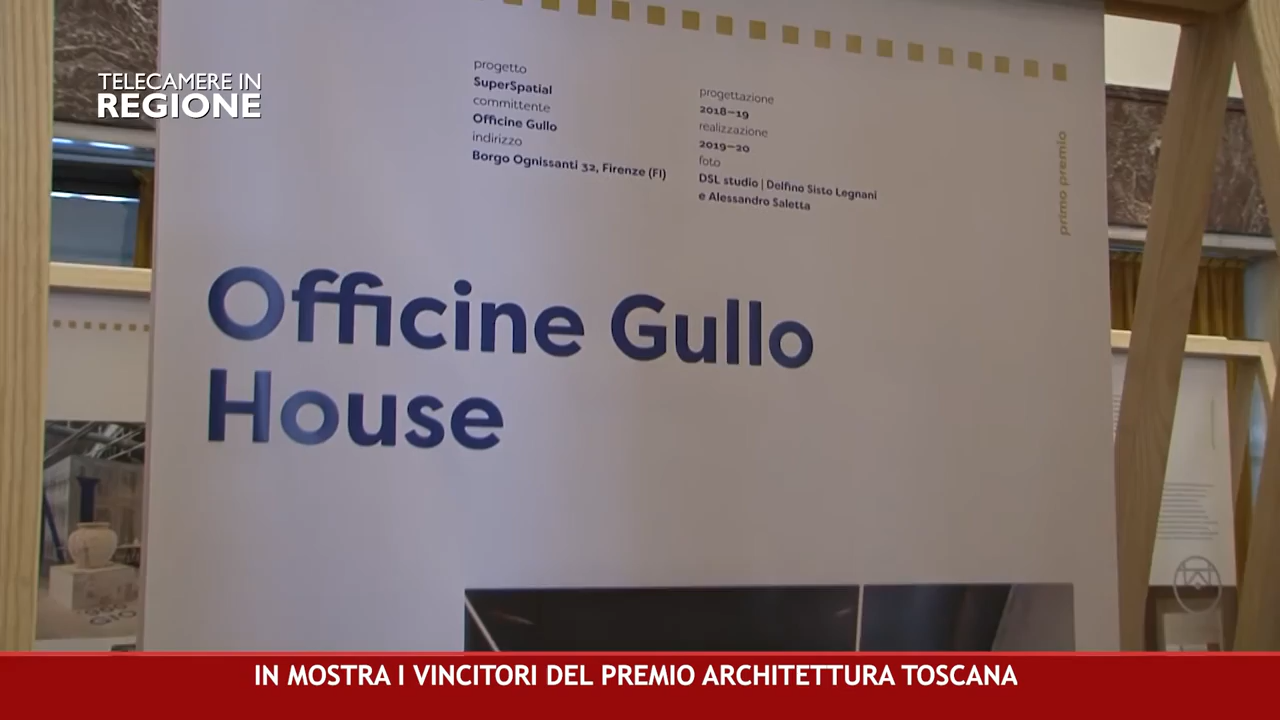 TELECAMERE IN
REGIONE
progetto
SuperSpatial
committente
Officine Gullo
indirizzo
Borgo Ognissanti 32, Firenze (FI)
progettazione
2018–19
realizzazione
2019–20
foto
DSL studio | Delfino Sisto Legnani
e Alessandro Saletta
primo premio
Officine Gullo
House
IN MOSTRA I VINCITORI DEL PREMIO ARCHITETTURA TOSCANA